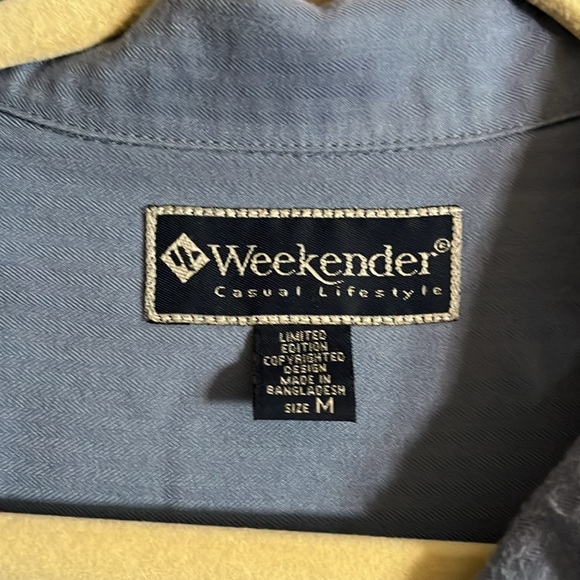 W Weekender®
Casual Lifestyle
LIMITED
EDITION
COPYRIGHTED
DESIGN
MADE IN
BANGLADESH
SIZE M